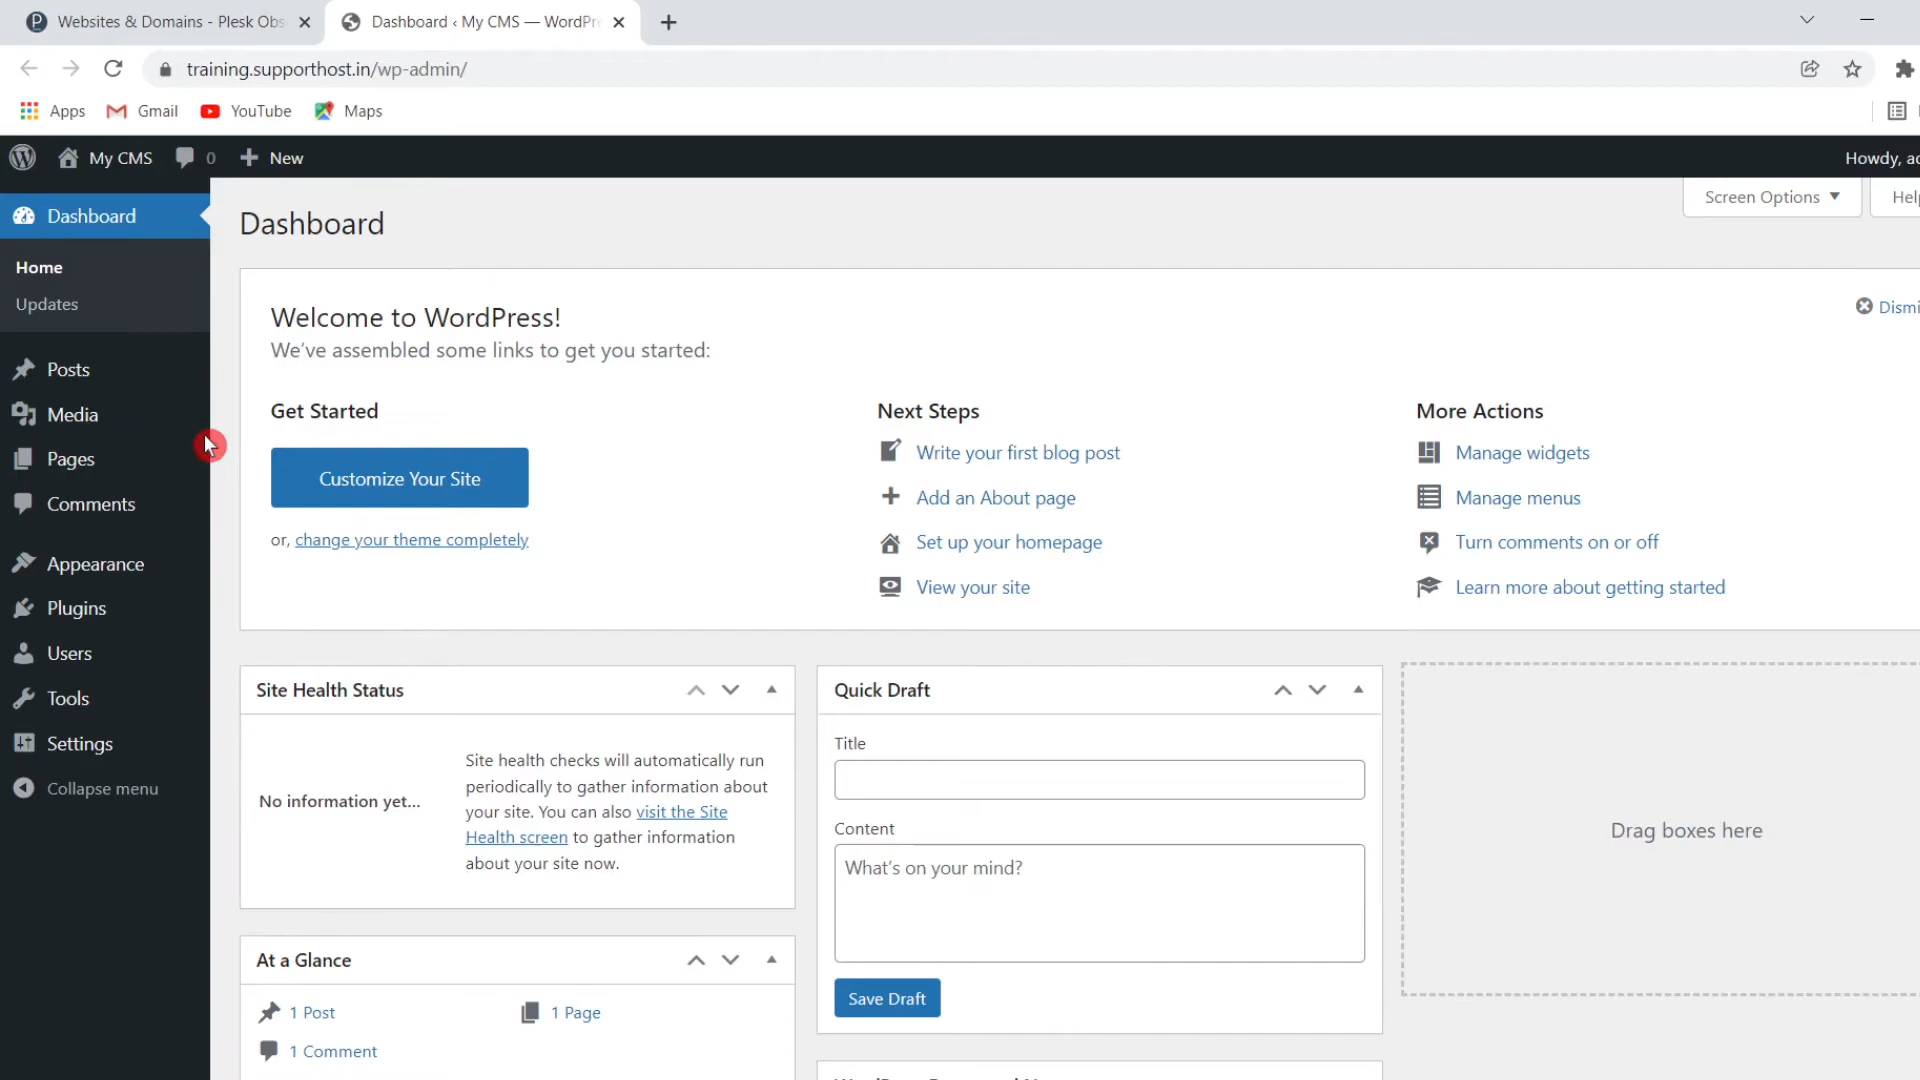 Websites & Domains - Plesk Obs
Dashboard ‹ My CMS — WordPr
training.supporthost.in/wp-admin/
Apps
Gmail
YouTube
Maps
My CMS
0
New
Howdy, ac
Dashboard
Home
Updates
Posts
Media
Pages
Comments
Appearance
Plugins
Users
Tools
Settings
Collapse menu
Dashboard
Screen Options
Help
Welcome to WordPress!
We've assembled some links to get you started:
Dismi
Get Started
Customize Your Site
or, change your theme completely
Next Steps
Write your first blog post
Add an About page
Set up your homepage
View your site
More Actions
Manage widgets
Manage menus
Turn comments on or off
Learn more about getting started
Site Health Status
No information yet...
Site health checks will automatically run
periodically to gather information about
your site. You can also visit the Site
Health screen to gather information
about your site now.
At a Glance
1 Post
1 Page
1 Comment
Quick Draft
Title
Content
What's on your mind?
Save Draft
Drag boxes here